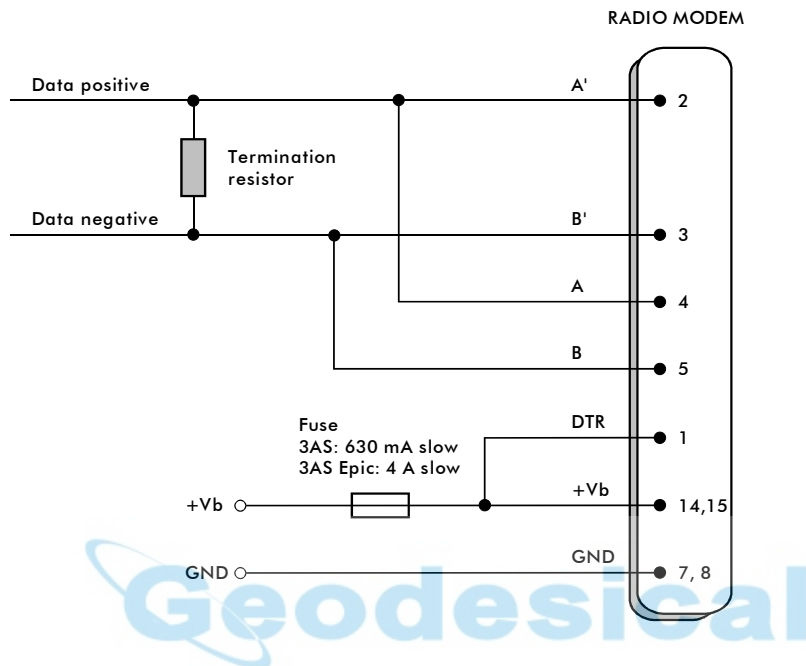 RADIO MODEM
Data positive
A'
2
Termination
resistor
Data negative
B'
3
A
4
B
5
Fuse
3AS: 630 mA slow
3AS Epic: 4 A slow
DTR
1
+Vb
+Vb
14,15
GND
GND
7, 8
Geodesical